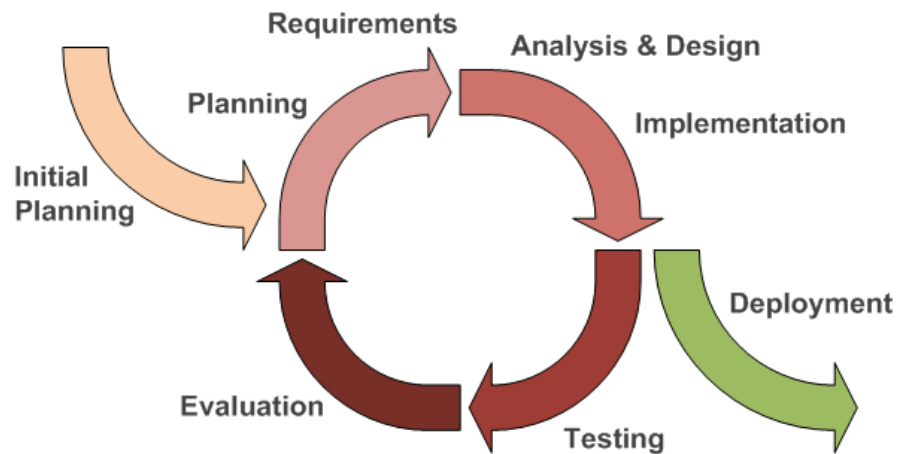 Requirements
Analysis & Design
Planning
Implementation
Initial
Planning
Deployment
Evaluation
Testing